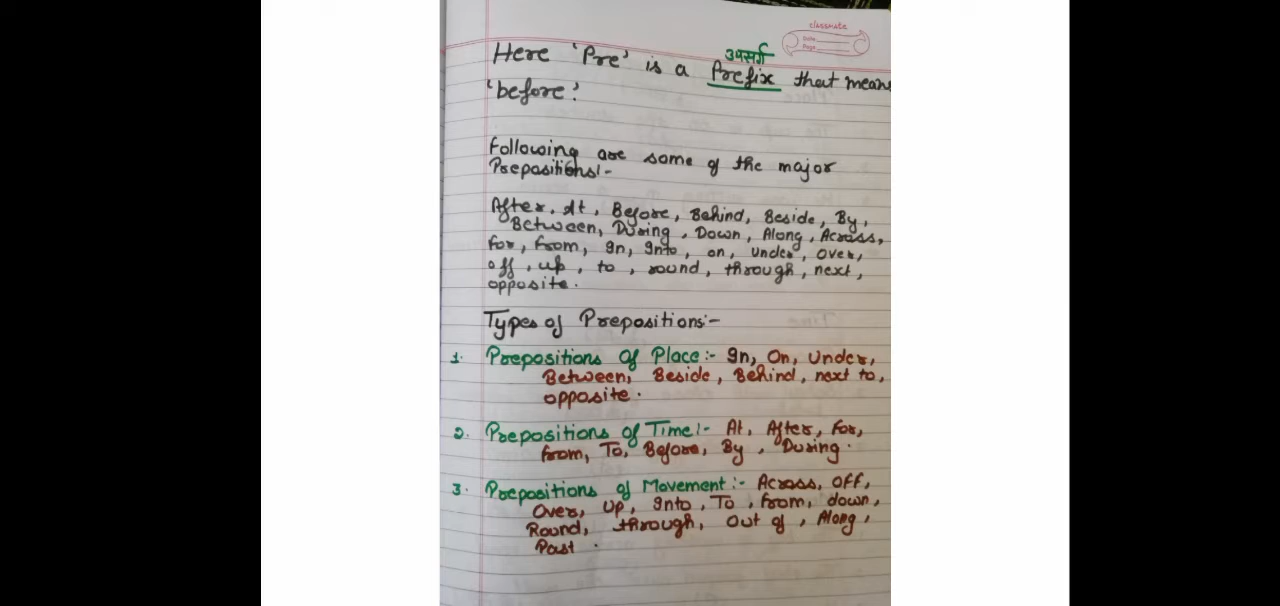 classmate
Date
Page
उपसर्ग
Here 'Pre' is a Prefix that means
'before'.
Following are some of the major
Prepositions:-
After, At, Before, Behind, Beside, By,
Between, During, Down, Along, Across,
For, From, In, Into, on, under, over,
off, up, to, round, through, next,
opposite.
Types of Prepositions:-
1. Prepositions Of Place:- In, On, Under,
Between, Beside, Behind, next to,
opposite.
2. Prepositions of Time:- At, After, For,
From, To, Before, By, During.
3. Prepositions of Movement:- Across, Off,
Over, Up, Into, To, From, down,
Round, through, Out of, Along,
Past.